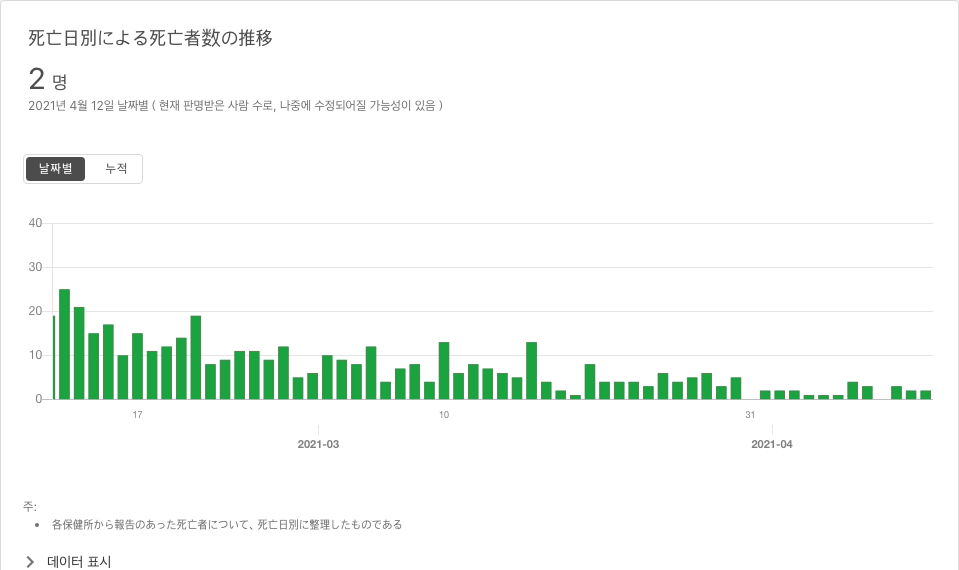 死亡日別による死亡者数の推移
2 명
2021년 4월 12일 날짜별 ( 현재 판명받은 사람 수로, 나중에 수정되어질 가능성이 있음 )
날짜별 누적
40
30
20
10
0
17 10 31
2021-03 2021-04
주:
• 各保健所から報告のあった死亡者について、死亡日別に整理したものである
데이터 표시